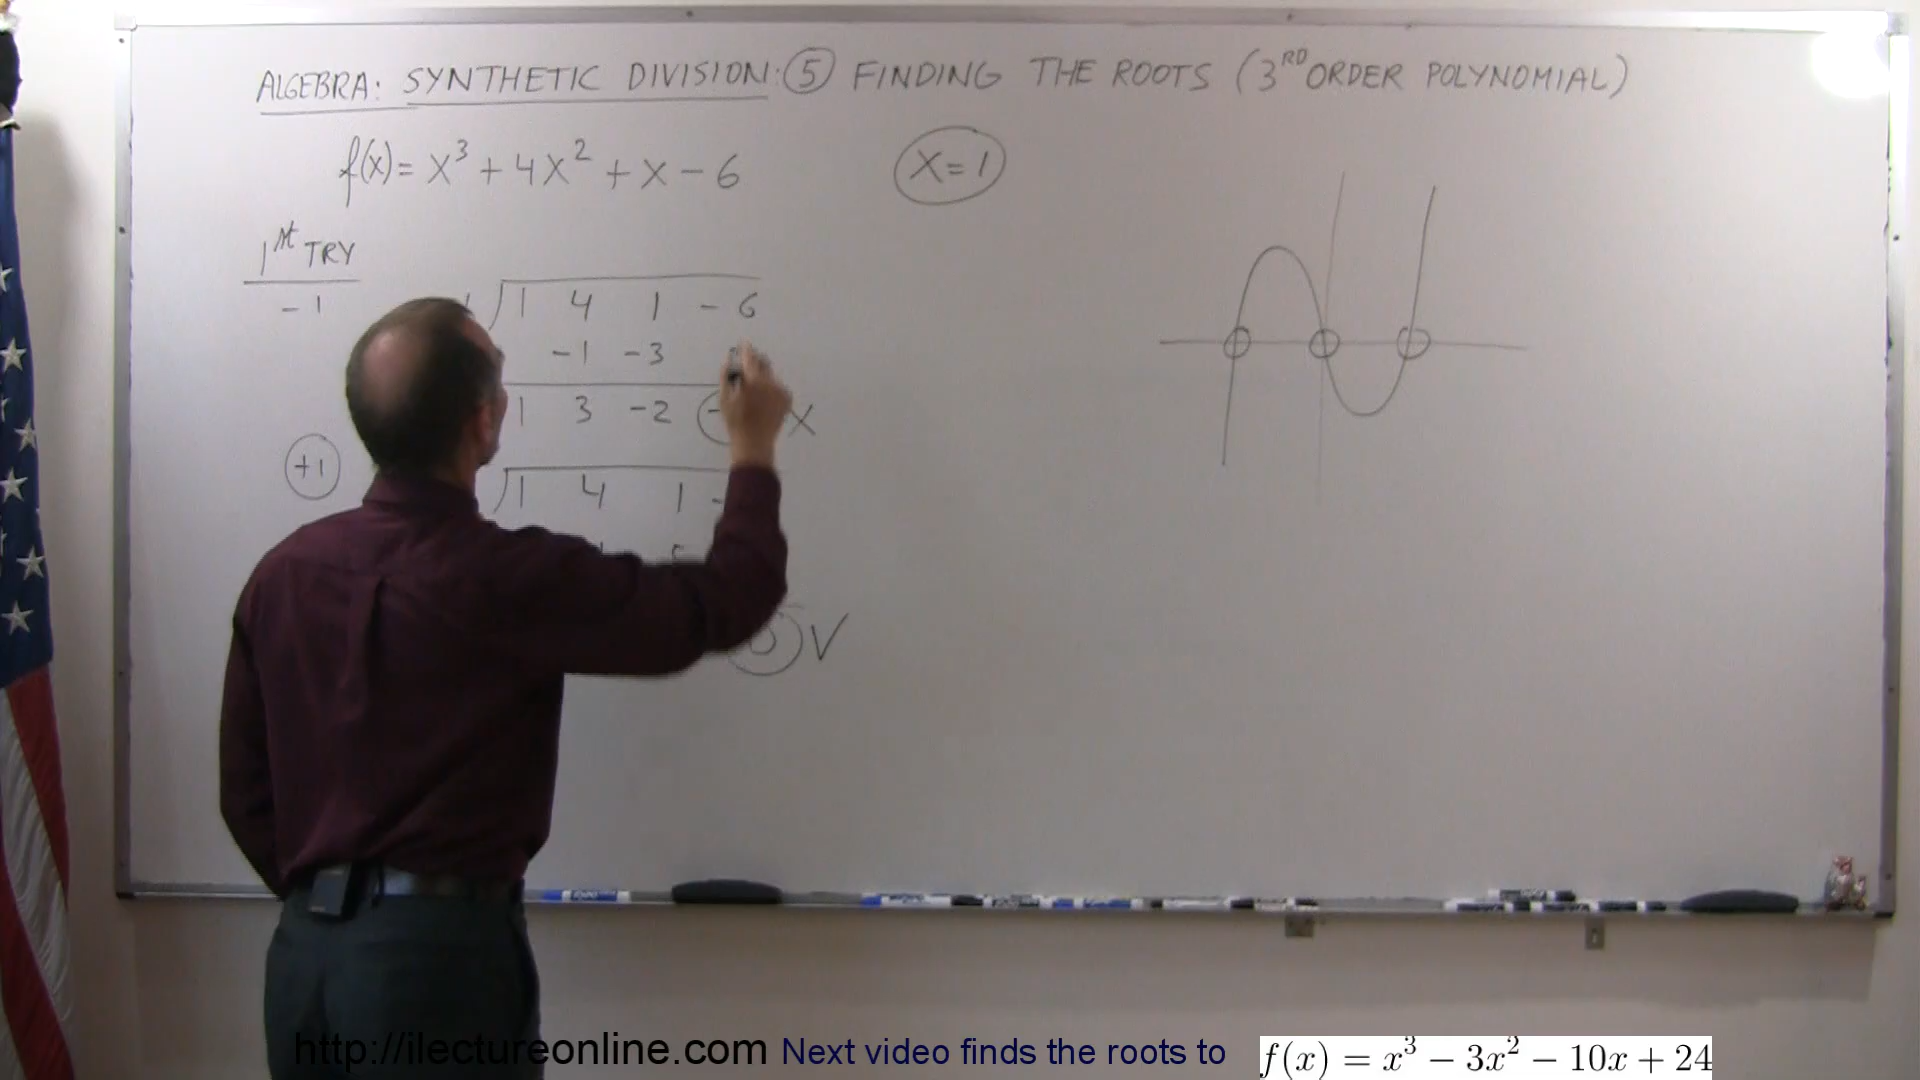 ALGEBRA: SYNTHETIC DIVISION: 5 FINDING THE ROOTS (3RD ORDER POLYNOMIAL)
f(x) = x³ + 4x² + x - 6
x = 1
1st TRY
-1
1 4 1 -6
-1 -3
1 3 -2 x
+1
1 4 1 -
0 V
http://ilectureonline.com Next video finds the roots to f(x) = x³ − 3x² − 10x + 24